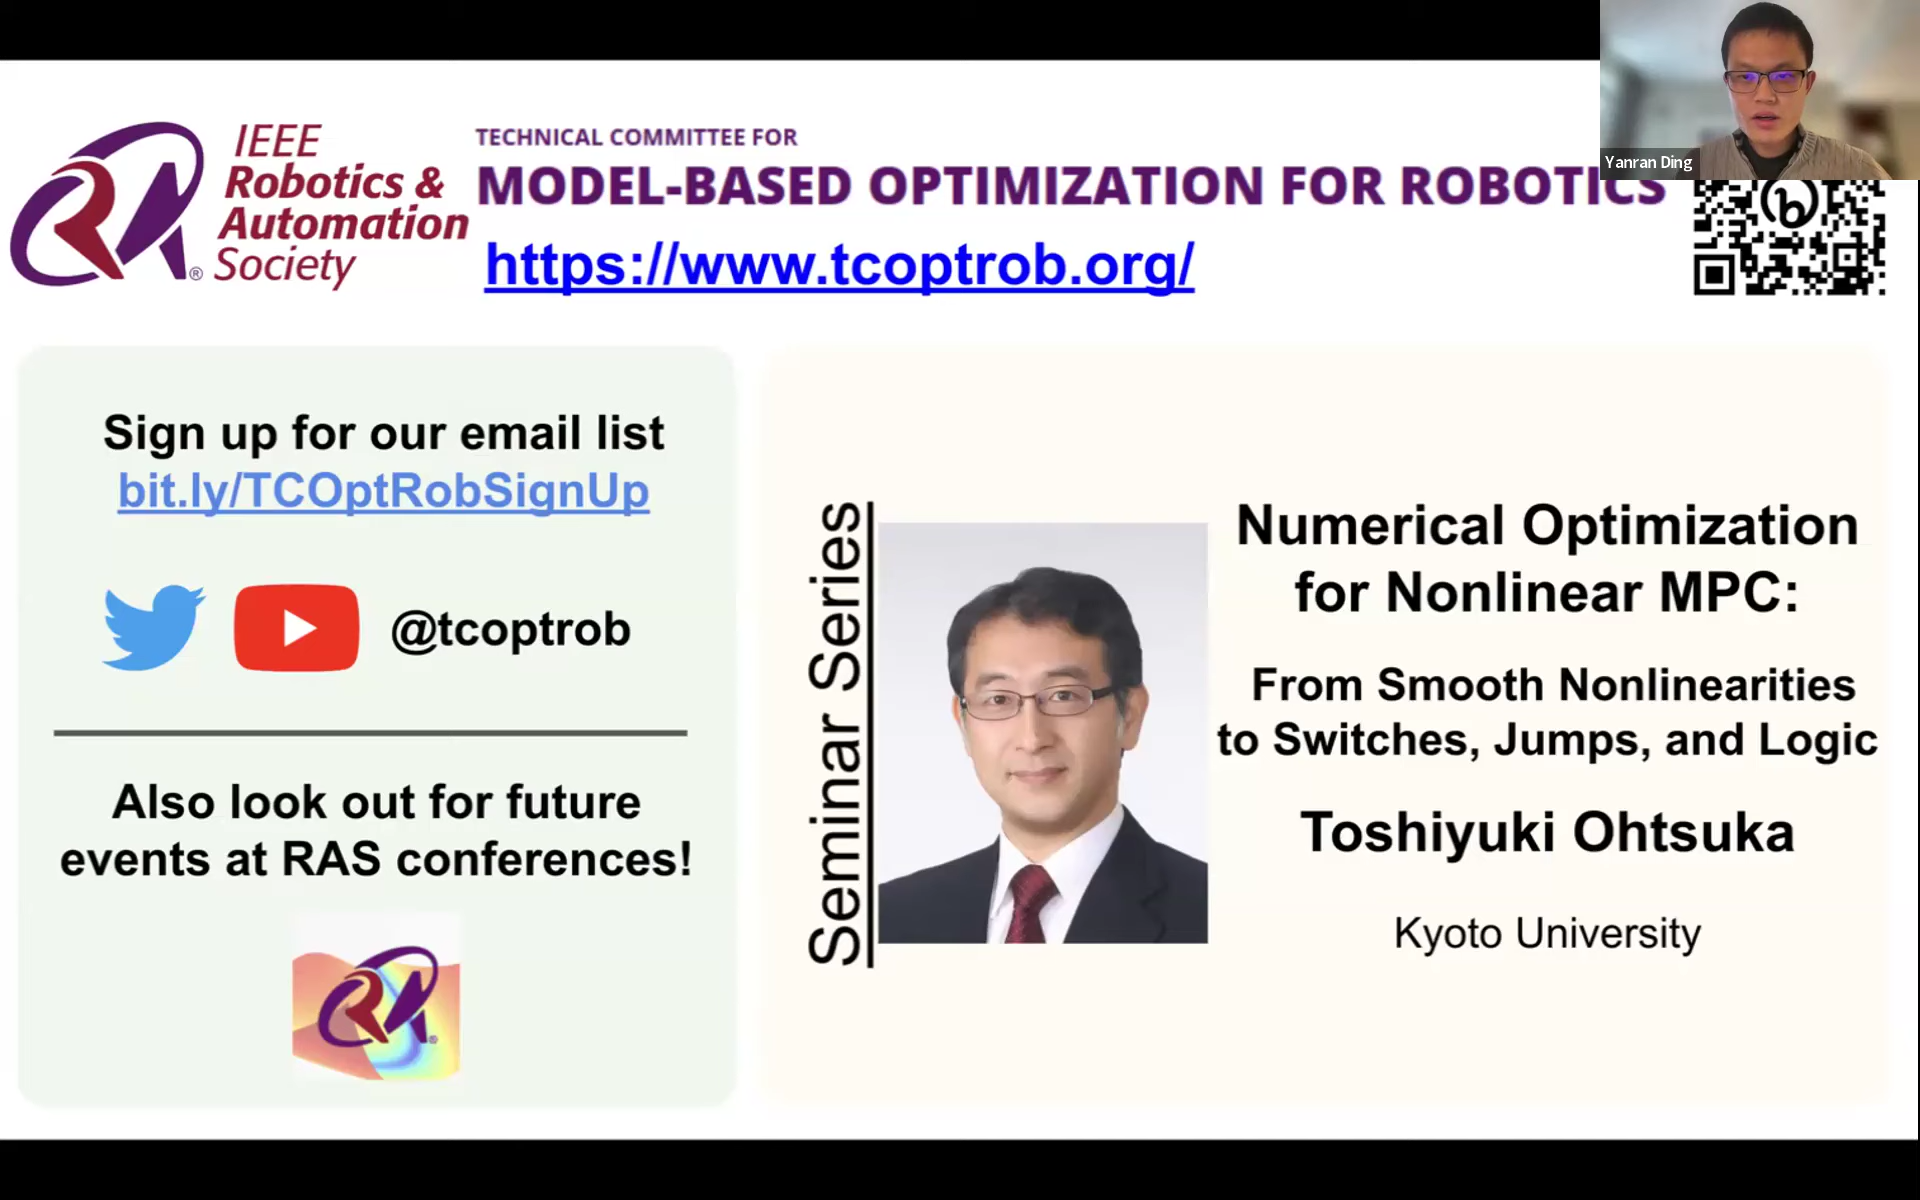 IEEE
Robotics &
Automation
Society
®
TECHNICAL COMMITTEE FOR
MODEL-BASED OPTIMIZATION FOR ROBOTICS
https://www.tcoptrob.org/
Yanran Ding
b
Sign up for our email list
bit.ly/TCOptRobSignUp
@tcoptrob
Also look out for future
events at RAS conferences!
Seminar Series
Numerical Optimization
for Nonlinear MPC:
From Smooth Nonlinearities
to Switches, Jumps, and Logic
Toshiyuki Ohtsuka
Kyoto University